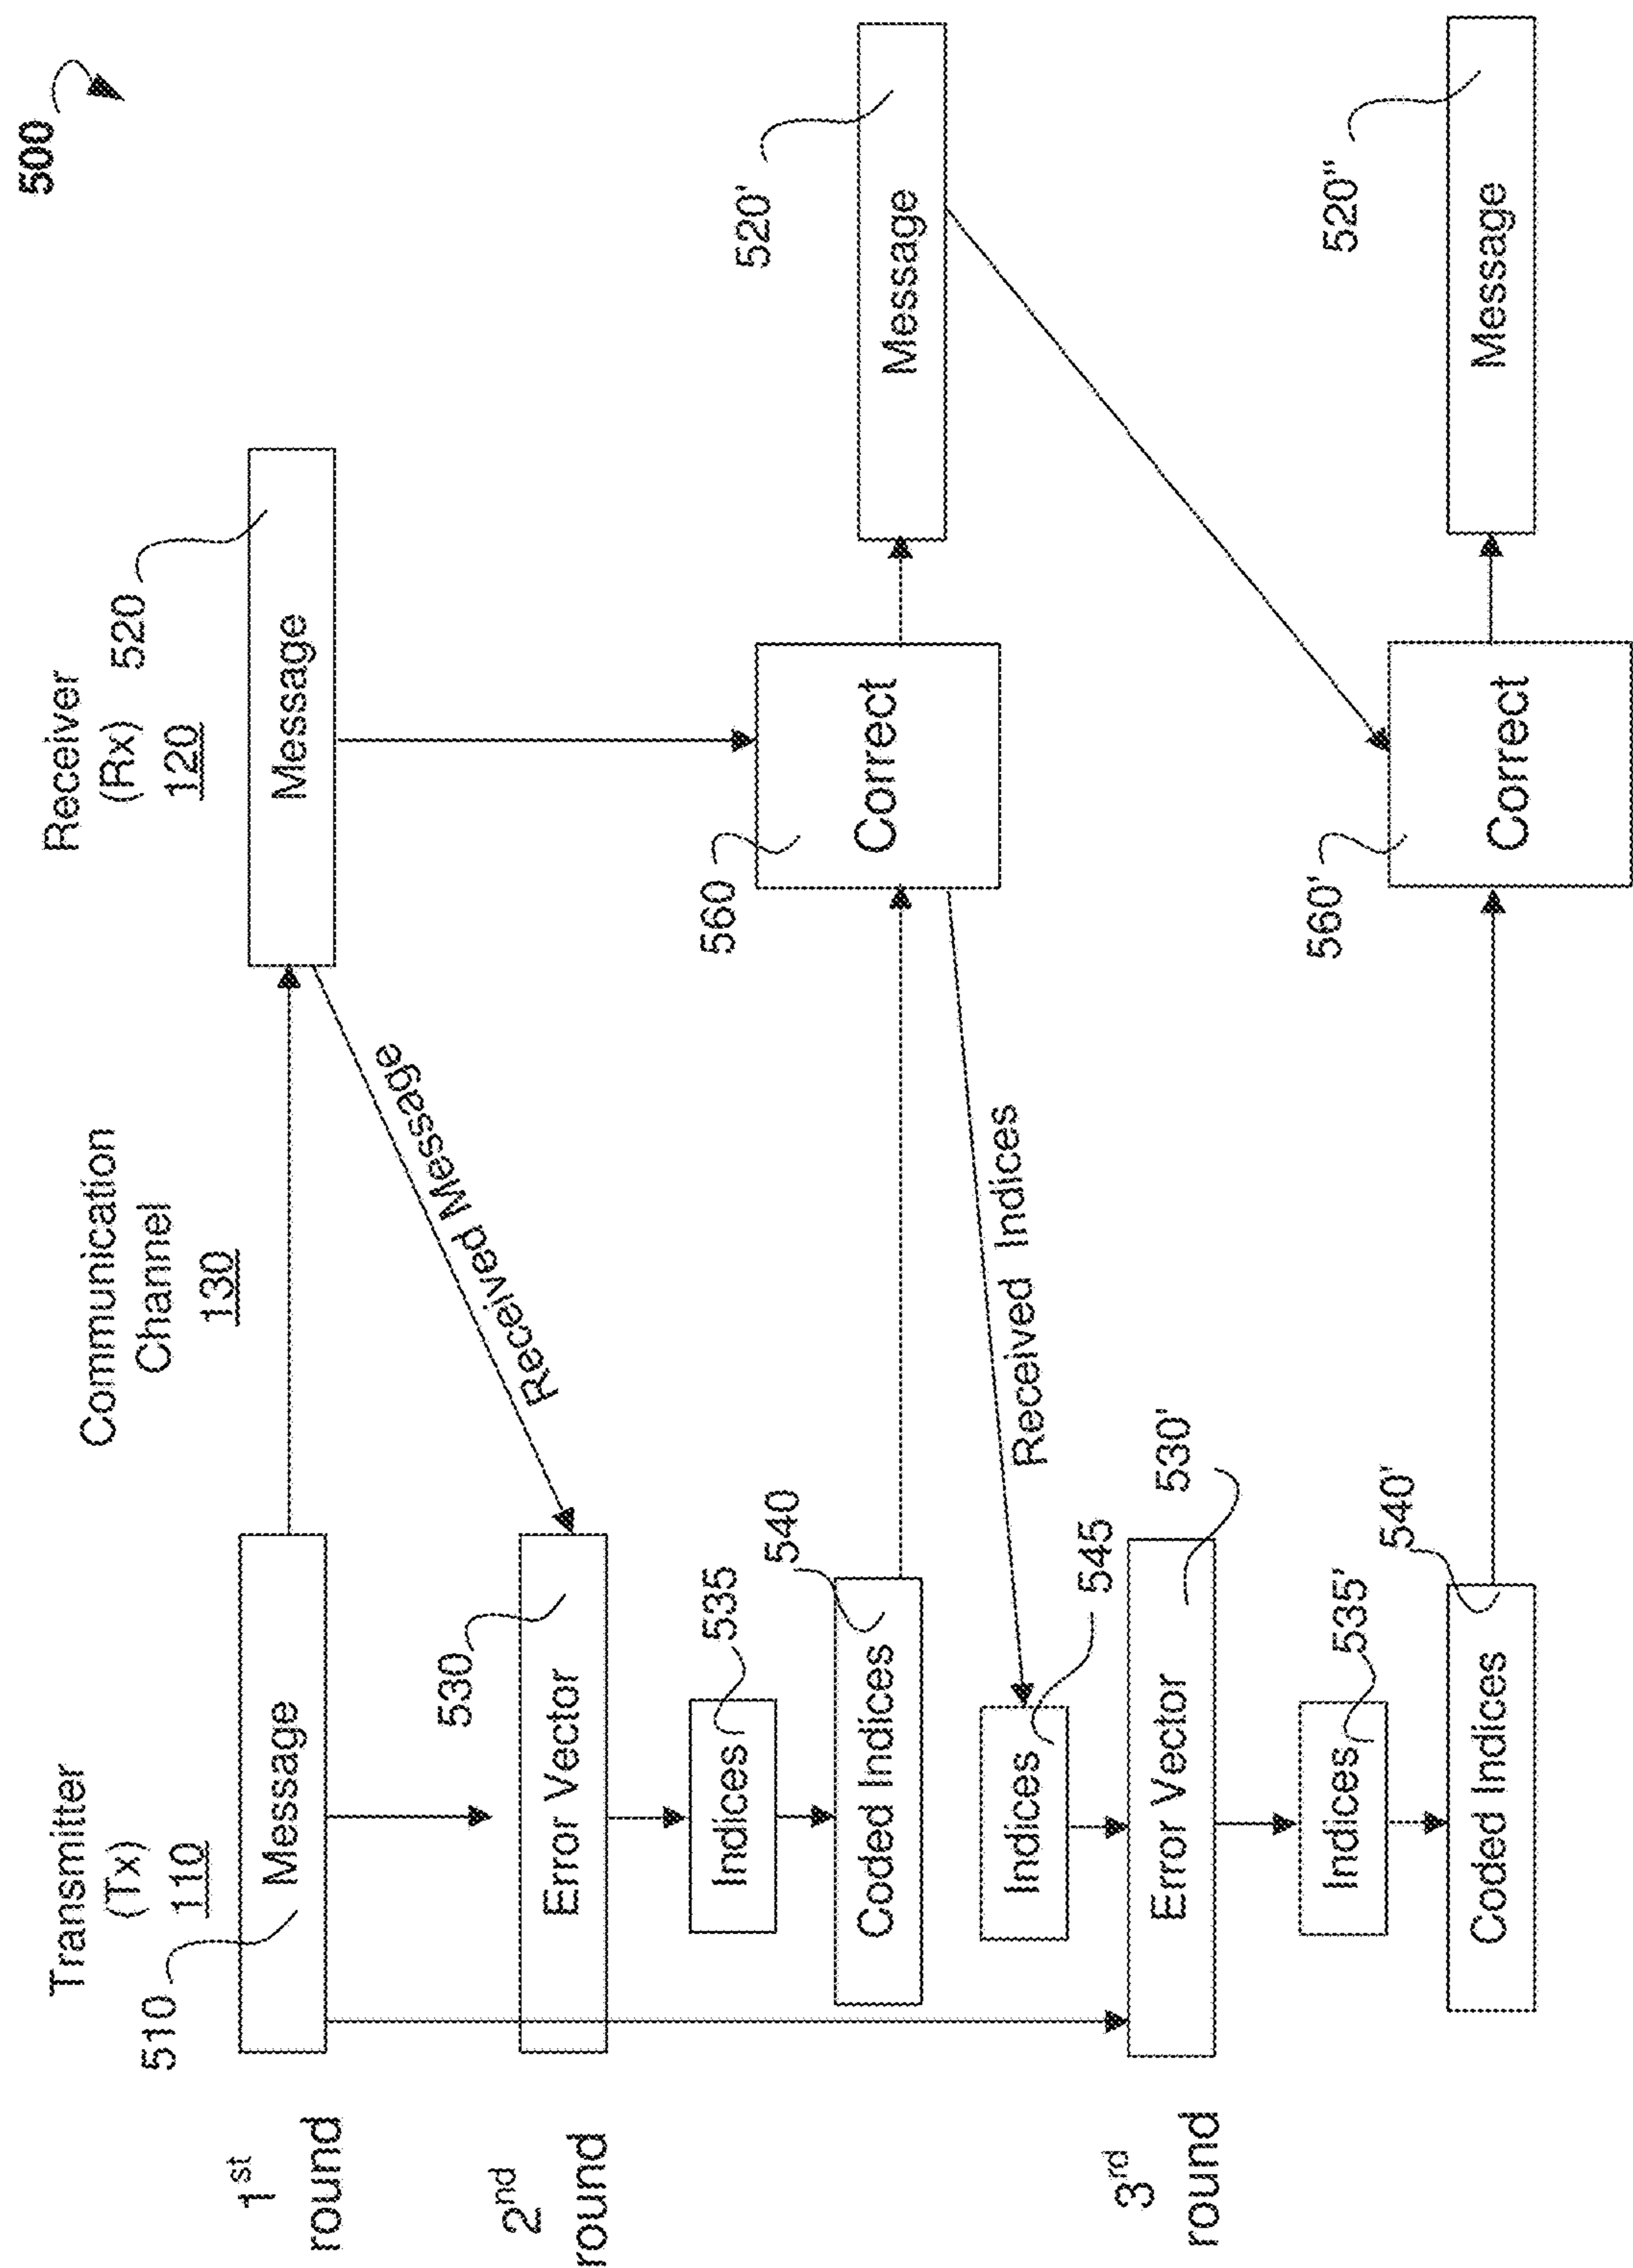 500
Transmitter
(Tx)
110
Communication
Channel
130
Receiver
(Rx)
120
1st
round
510
Message
520
Message
Received Message
2nd
round
530
Error Vector
535
Indices
540
Coded Indices
560
Correct
520'
Message
Received Indices
545
Indices
3rd
round
530'
Error Vector
535'
Indices
540'
Coded Indices
560'
Correct
520"
Message